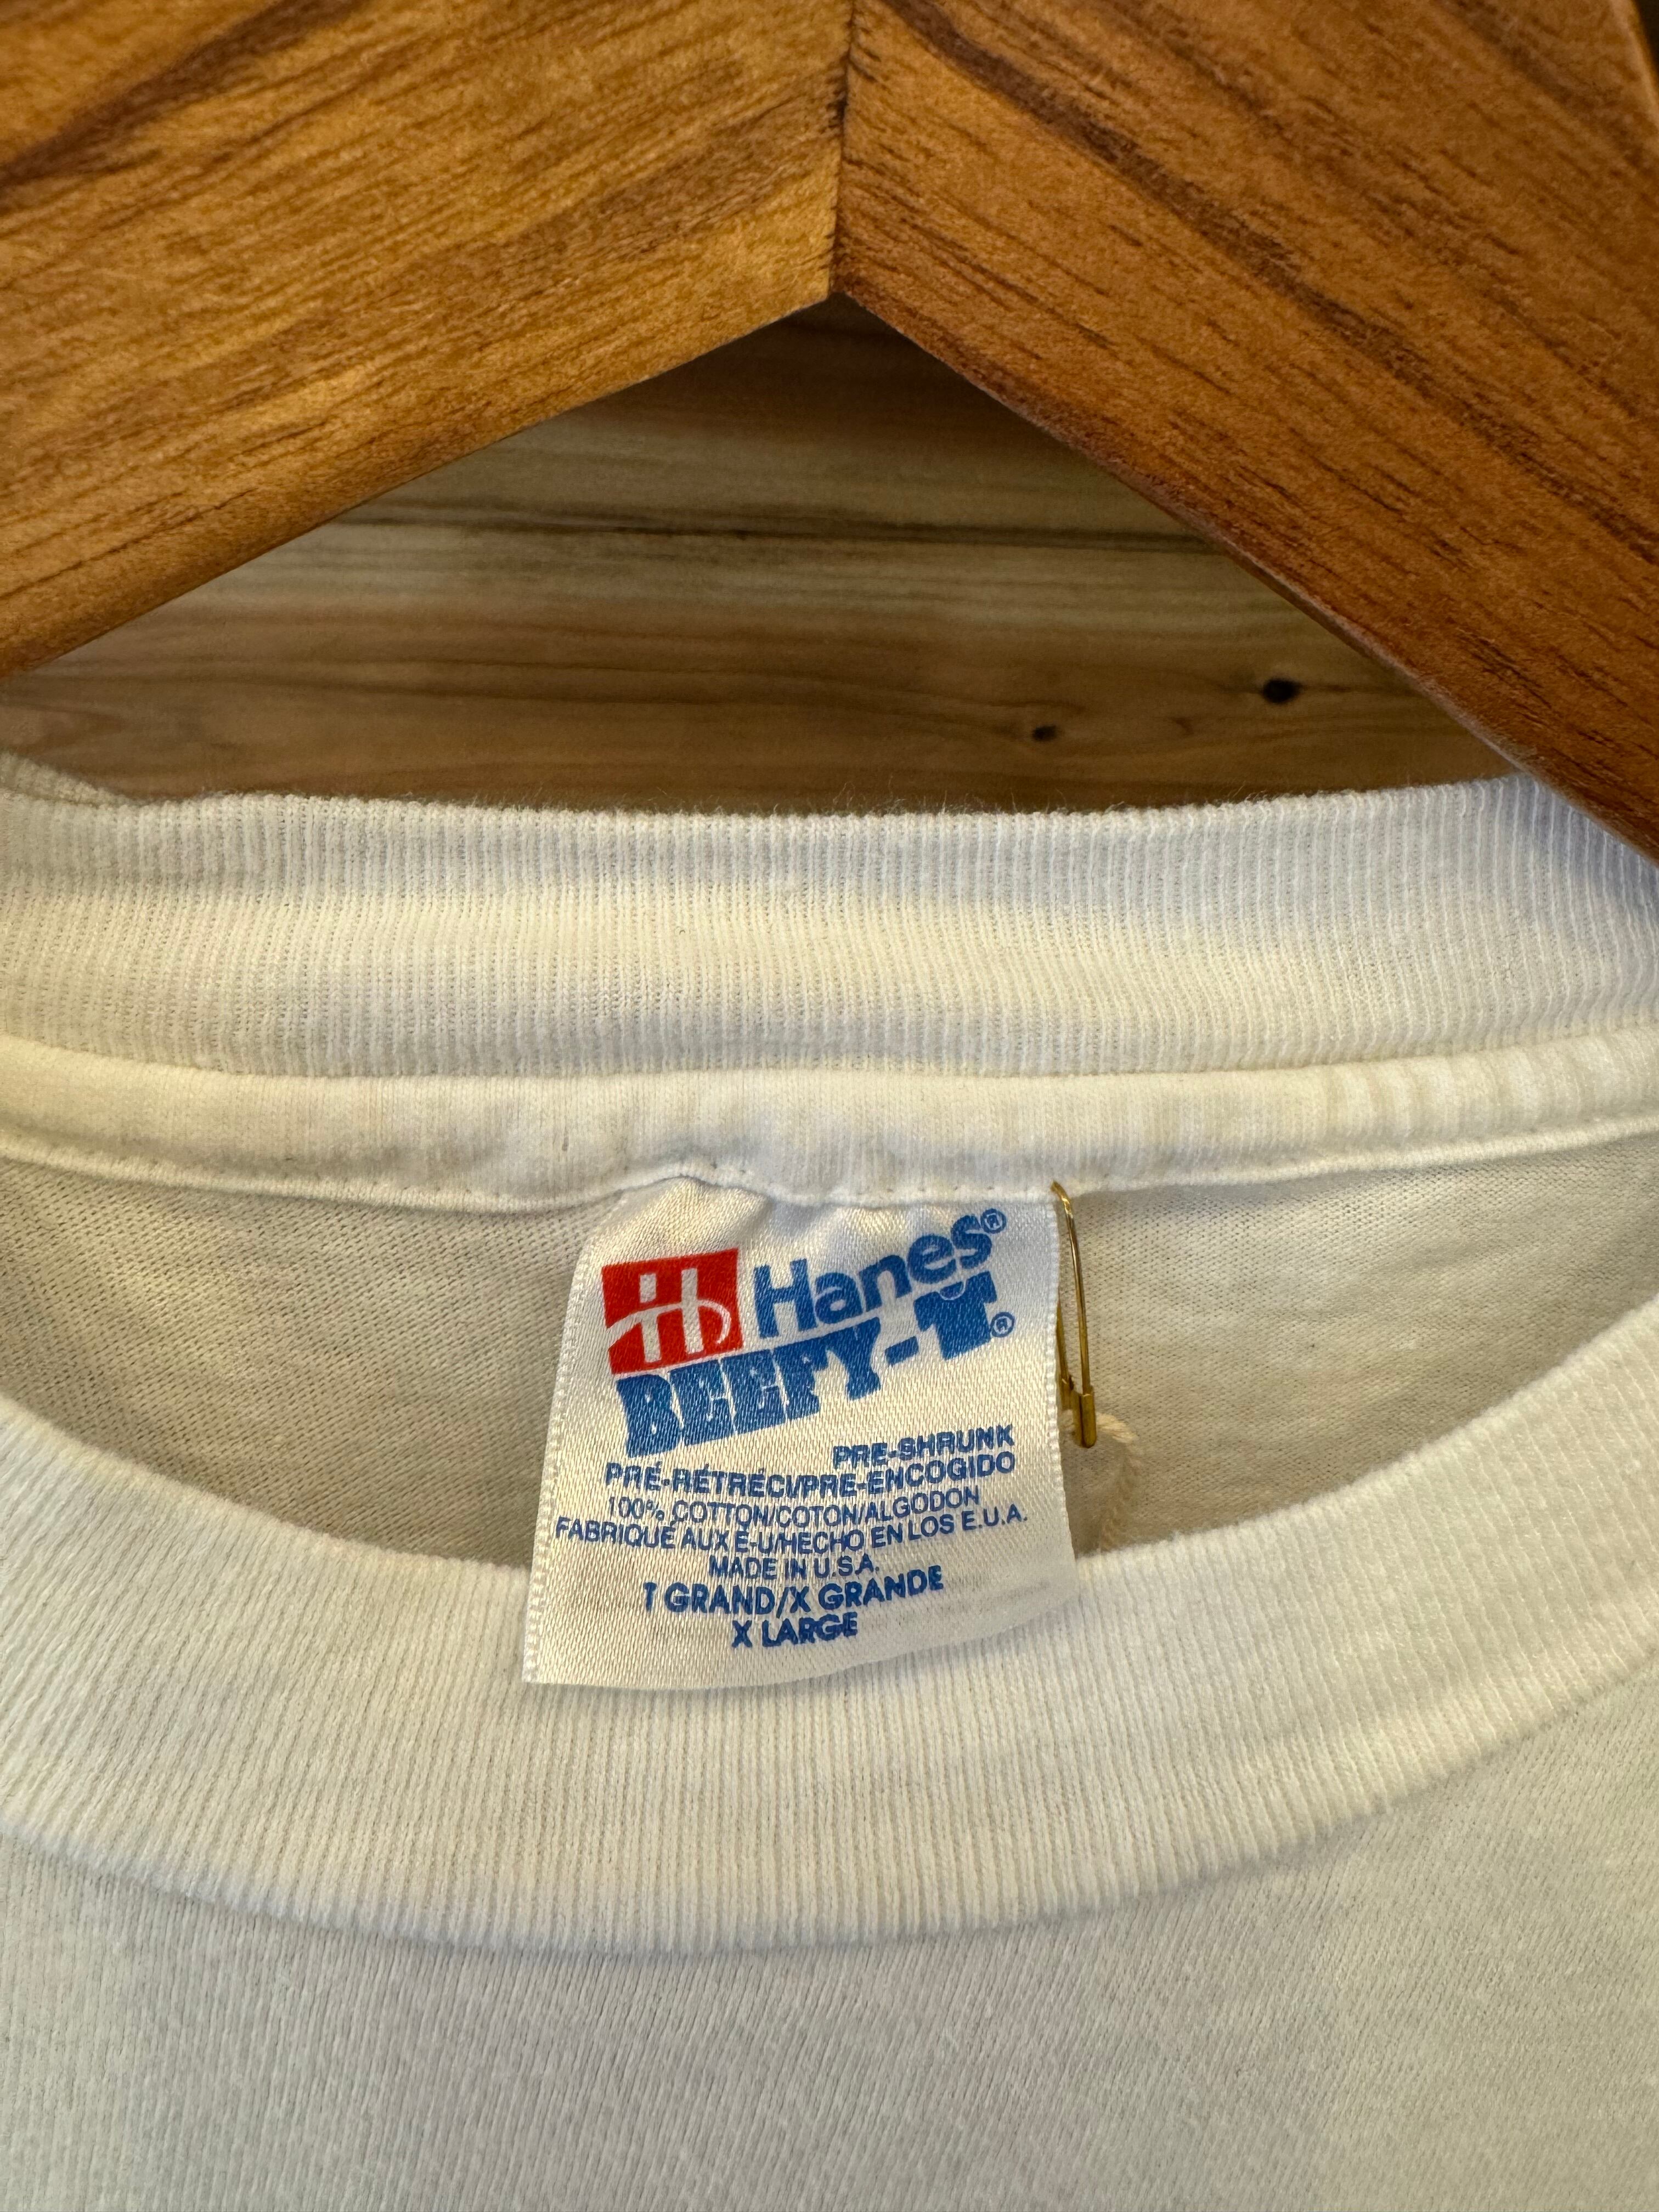 H Hanes®
BEEFY-T®
PRE-SHRUNK
PRÉ-RÉTRÉCI/PRE-ENCOGIDO
100% COTTON/COTON/ALGODON
FABRIQUÉ AUX É-U/HECHO EN LOS E.U.A.
MADE IN U.S.A.
T GRAND/X GRANDE
X LARGE